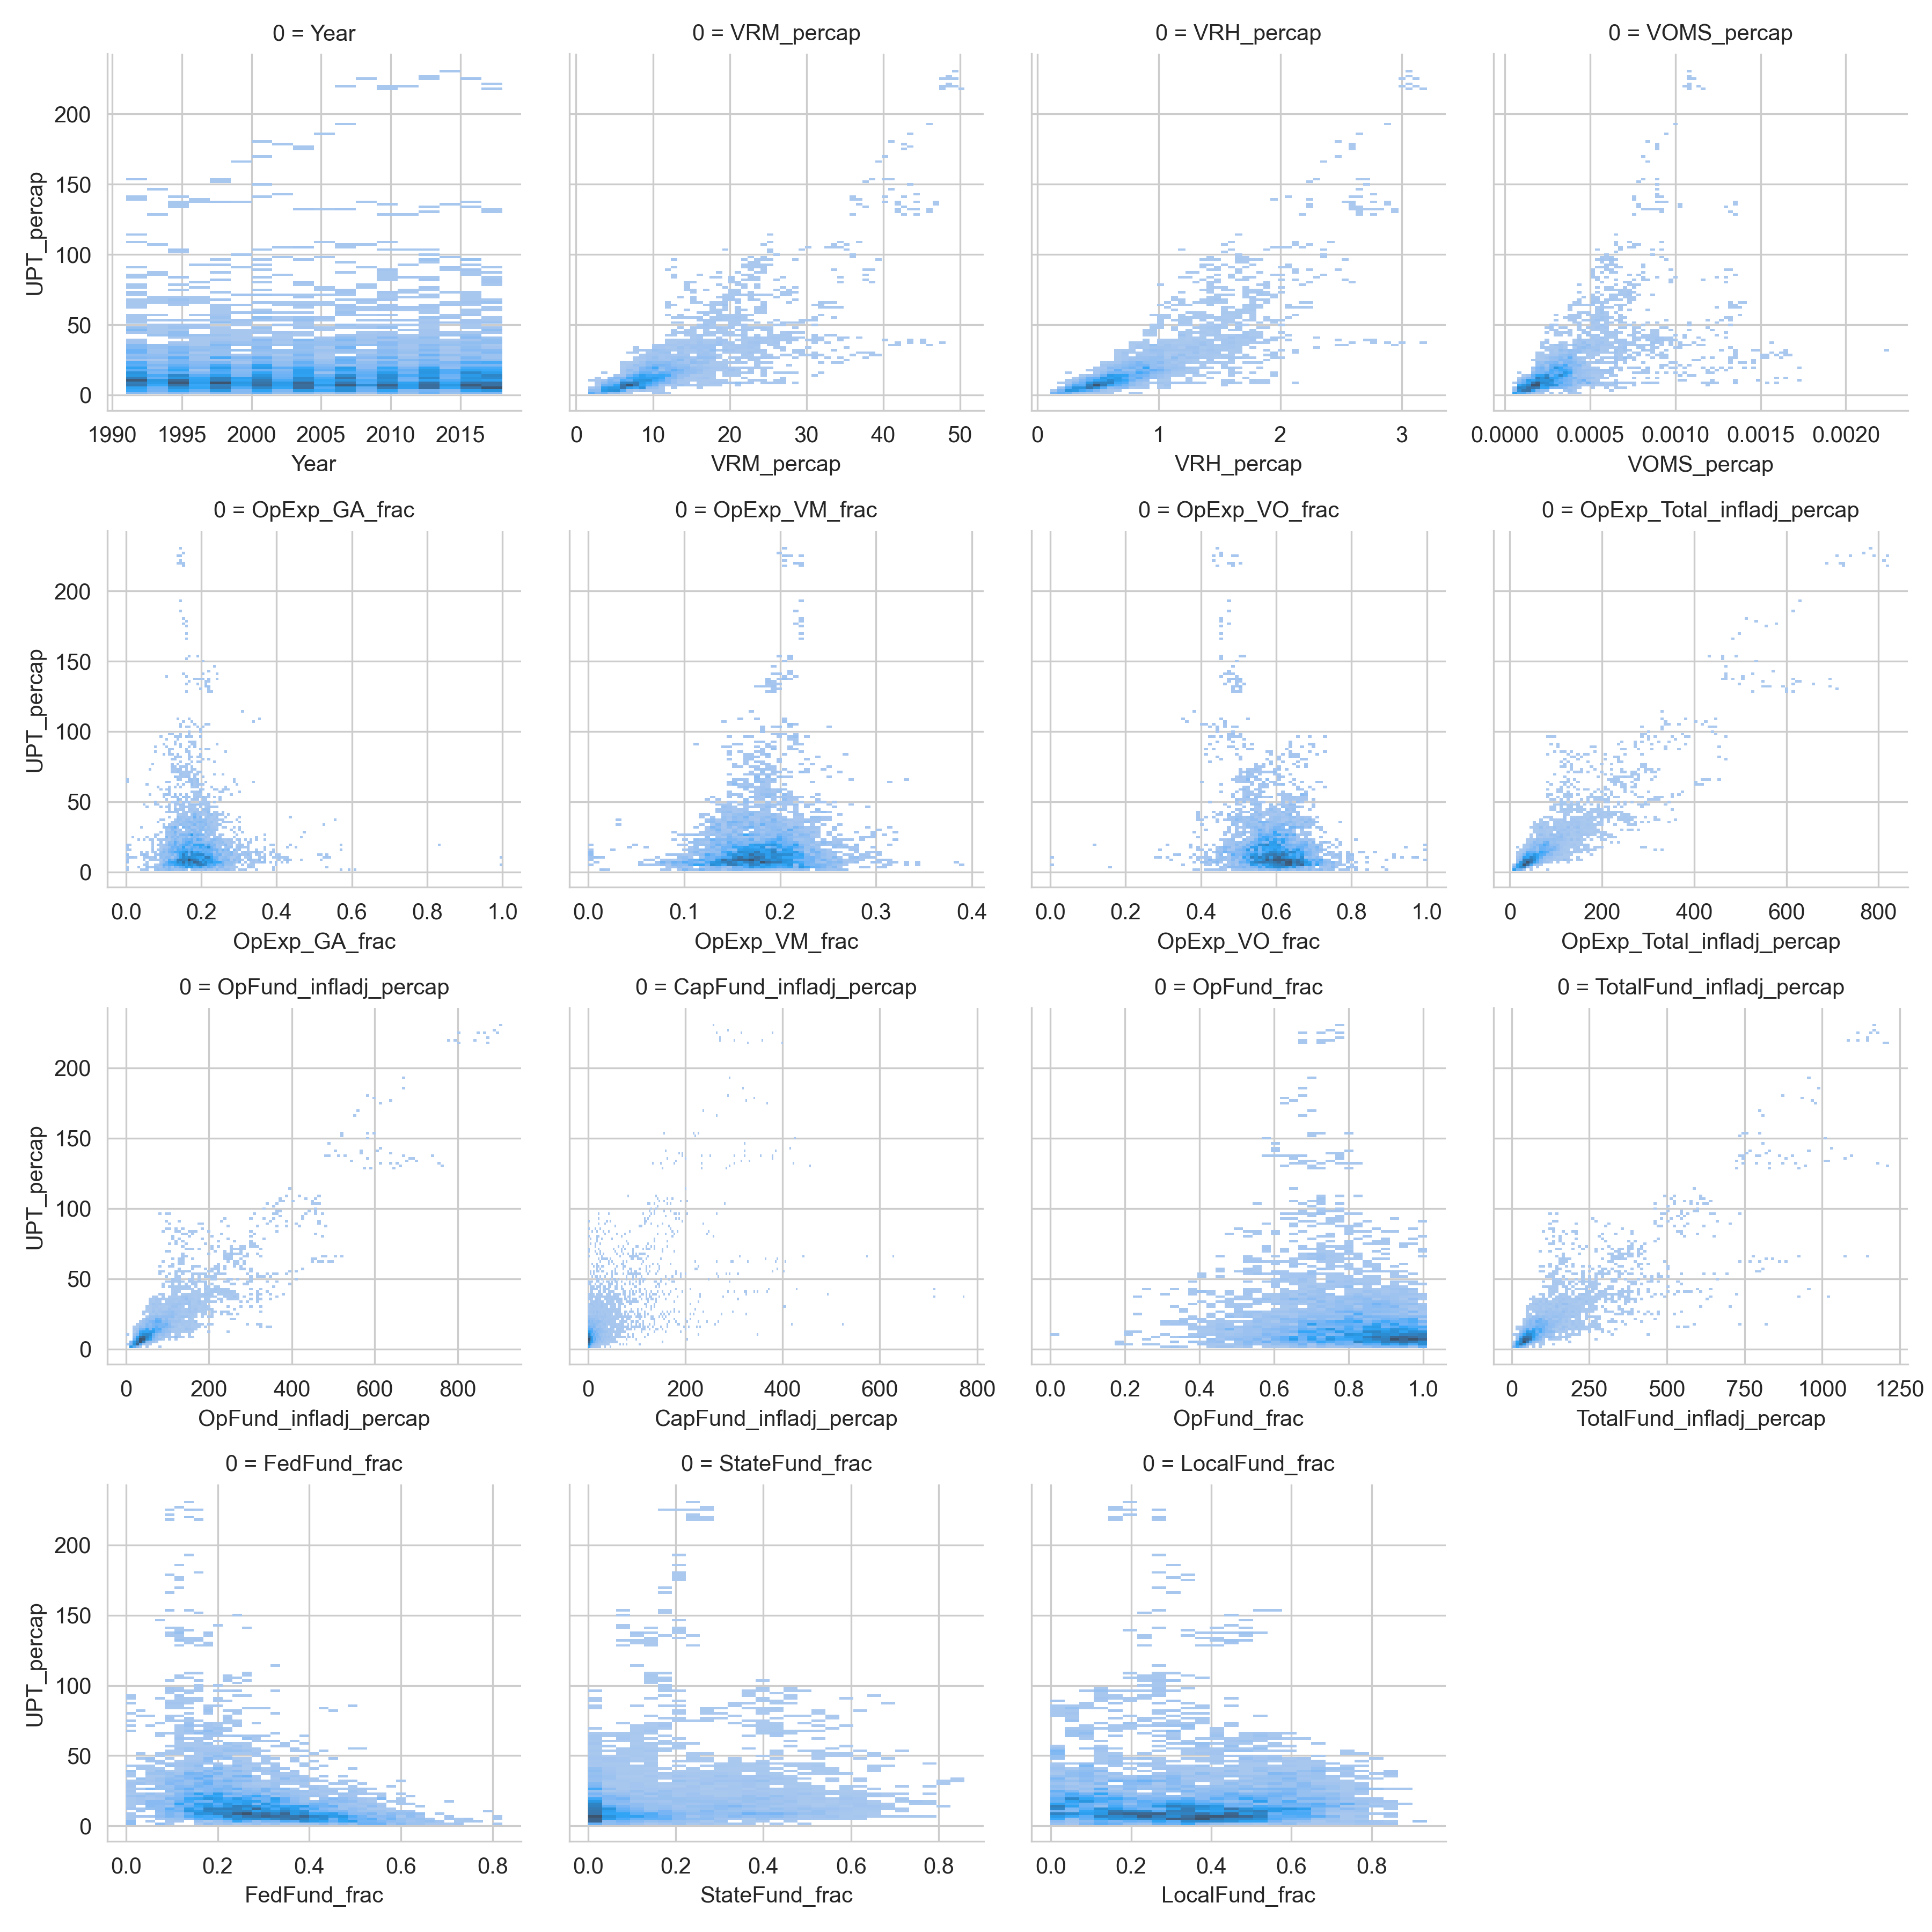 0 = Year 0 = VRM_percap 0 = VRH_percap 0 = VOMS_percap
200
150
100
50
0
UPT_percap
1990 1995 2000 2005 2010 2015 0 10 20 30 40 50 0 1 2 3 0.0000 0.0005 0.0010 0.0015 0.0020
Year VRM_percap VRH_percap VOMS_percap
0 = OpExp_GA_frac 0 = OpExp_VM_frac 0 = OpExp_VO_frac 0 = OpExp_Total_infladj_percap
200
150
100
50
0
UPT_percap
0.0 0.2 0.4 0.6 0.8 1.0 0.0 0.1 0.2 0.3 0.4 0.0 0.2 0.4 0.6 0.8 1.0 0 200 400 600 800
OpExp_GA_frac OpExp_VM_frac OpExp_VO_frac OpExp_Total_infladj_percap
0 = OpFund_infladj_percap 0 = CapFund_infladj_percap 0 = OpFund_frac 0 = TotalFund_infladj_percap
200
150
100
50
0
UPT_percap
0 200 400 600 800 0 200 400 600 800 0.0 0.2 0.4 0.6 0.8 1.0 0 250 500 750 1000 1250
OpFund_infladj_percap CapFund_infladj_percap OpFund_frac TotalFund_infladj_percap
0 = FedFund_frac 0 = StateFund_frac 0 = LocalFund_frac
200
150
100
50
0
UPT_percap
0.0 0.2 0.4 0.6 0.8 0.0 0.2 0.4 0.6 0.8 0.0 0.2 0.4 0.6 0.8
FedFund_frac StateFund_frac LocalFund_frac